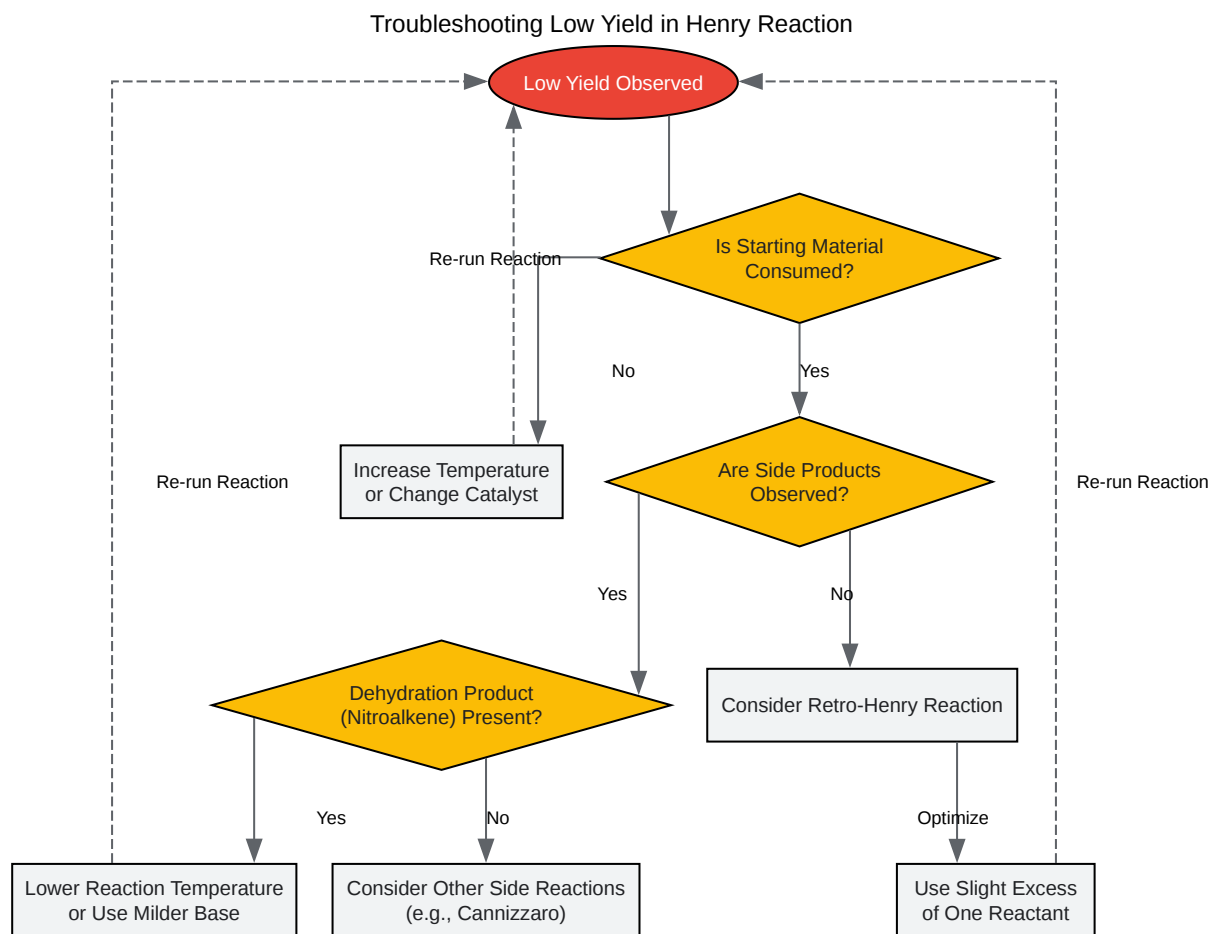 Troubleshooting Low Yield in Henry Reaction
Low Yield Observed
Is Starting Material
Consumed?
Re-run Reaction
No
Yes
Increase Temperature
or Change Catalyst
Are Side Products
Observed?
Re-run Reaction
Re-run Reaction
Yes
No
Dehydration Product
(Nitroalkene) Present?
Consider Retro-Henry Reaction
Yes
No
Optimize
Lower Reaction Temperature
or Use Milder Base
Consider Other Side Reactions
(e.g., Cannizzaro)
Use Slight Excess
of One Reactant